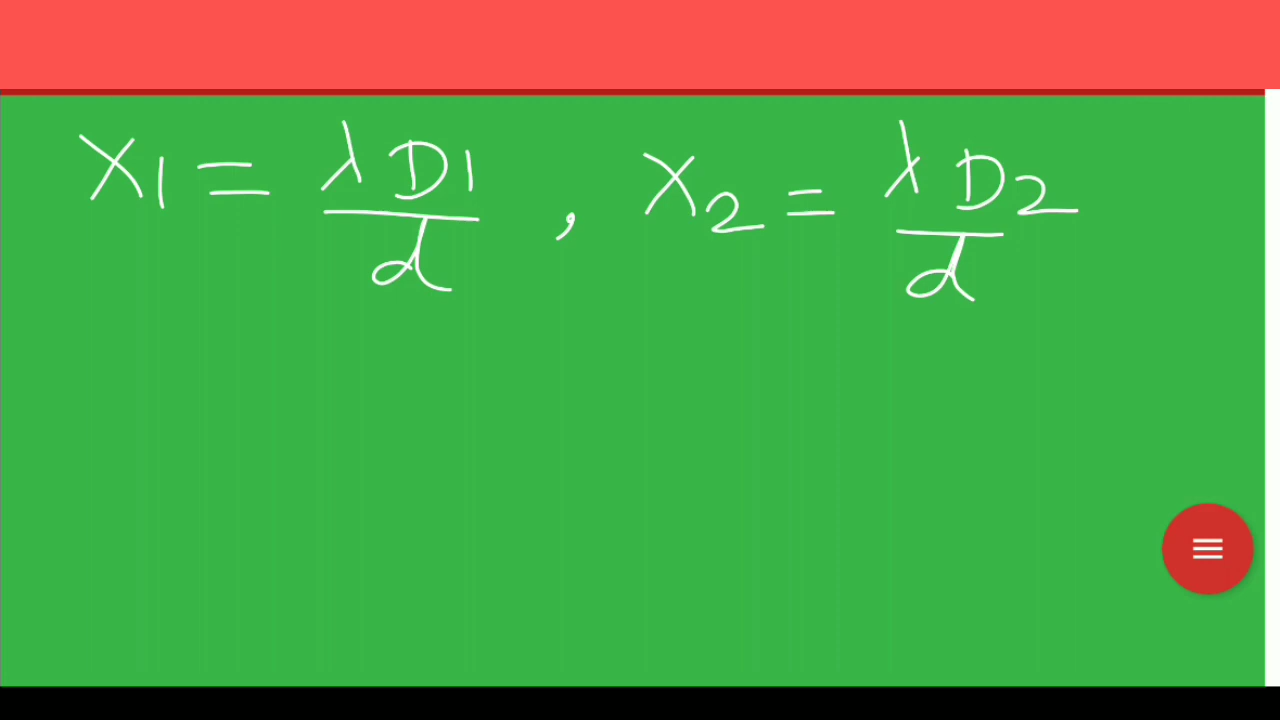 X1 = λD1/d , X2 = λD2/d